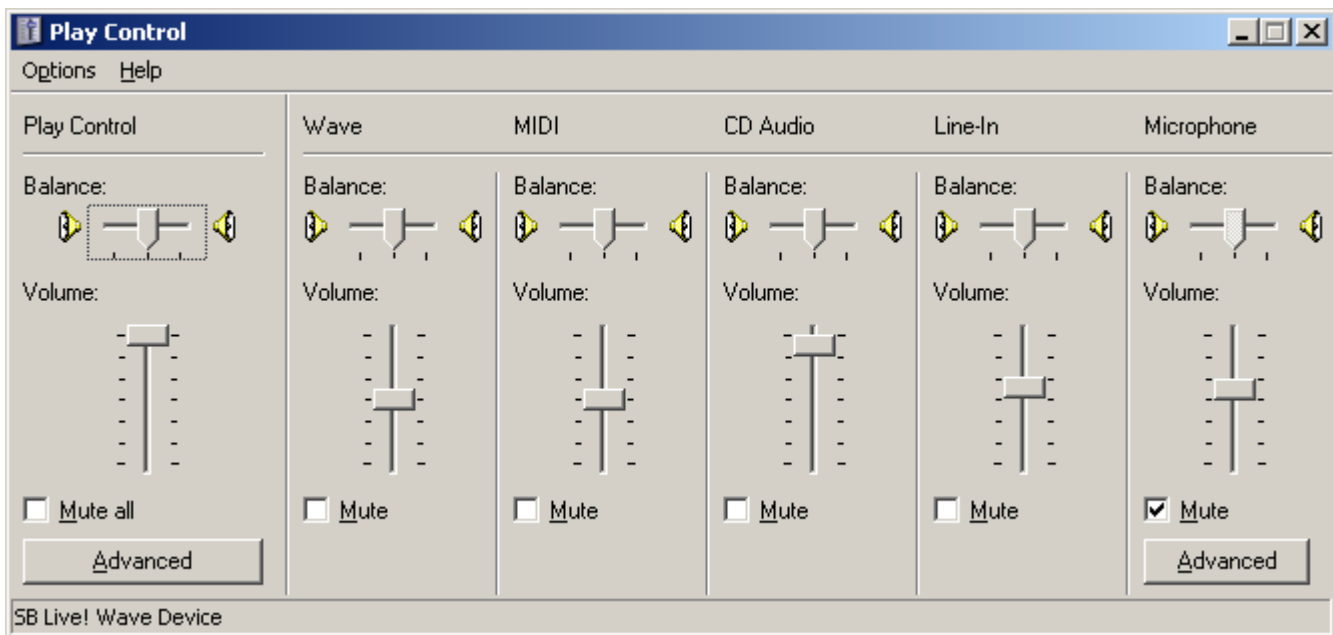 Play Control
Options Help
Play Control Wave MIDI CD Audio Line-In Microphone
Balance: Balance: Balance: Balance: Balance: Balance:
Volume: Volume: Volume: Volume: Volume: Volume:
Mute all Mute Mute Mute Mute Mute
Advanced Advanced
SB Live! Wave Device